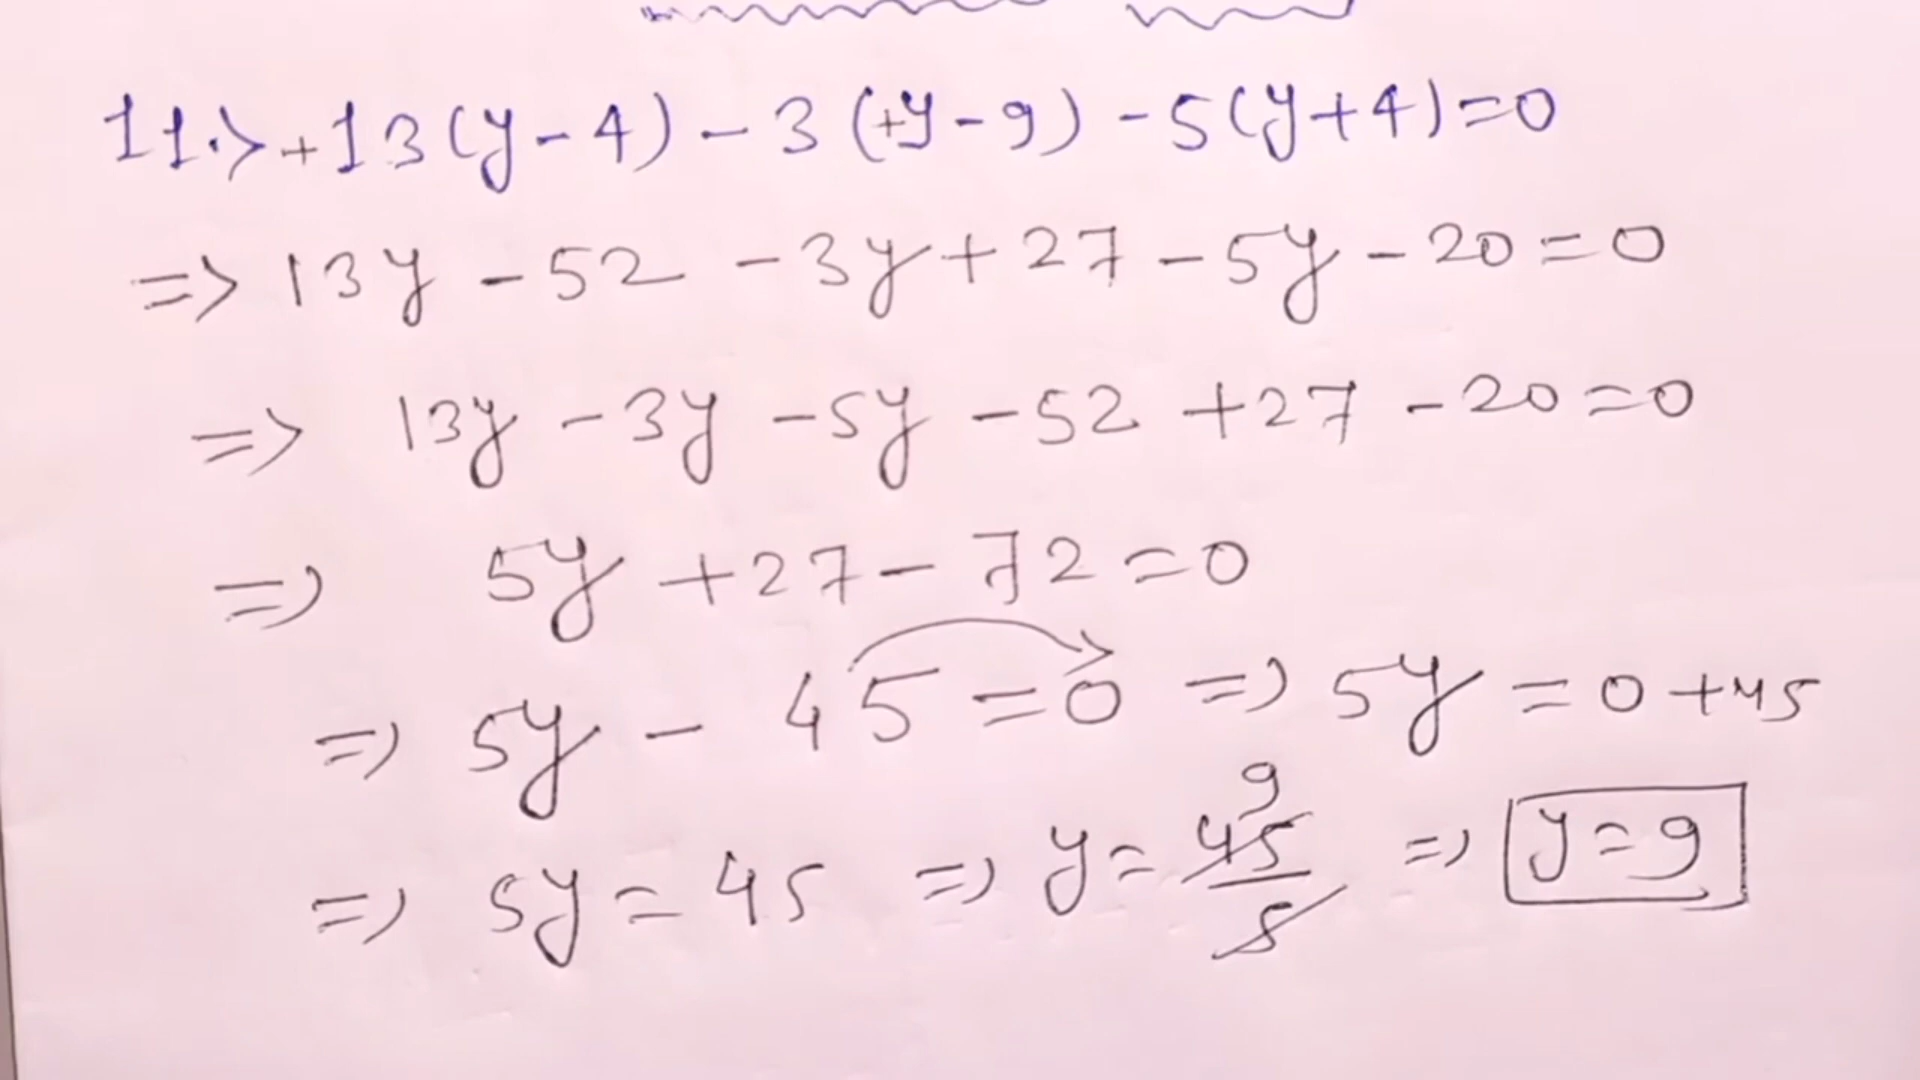 11.> +13(y-4) - 3(+y-9) - 5(y+4)=0
=> 13y - 52 - 3y + 27 - 5y - 20 = 0
=> 13y - 3y - 5y - 52 + 27 - 20 = 0
=> 5y + 27 - 72 = 0
=> 5y - 45 = 0 => 5y = 0 + 45
=> 5y = 45 => y = 45/5 9 => y = 9